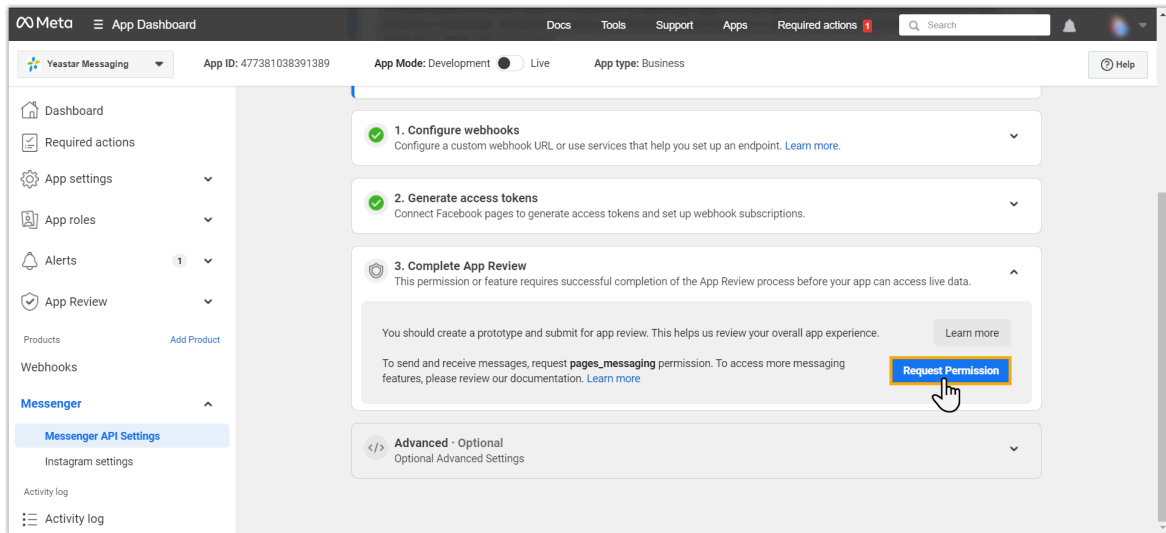 Meta
App Dashboard
Docs
Tools
Support
Apps
Required actions 1
Search
Yeastar Messaging
App ID: 477381038391389
App Mode: Development
Live
App type: Business
Help
Dashboard
Required actions
App settings
App roles
Alerts
1
App Review
Products
Add Product
Webhooks
Messenger
Messenger API Settings
Instagram settings
Activity log
Activity log
1. Configure webhooks
Configure a custom webhook URL or use services that help you set up an endpoint. Learn more.
2. Generate access tokens
Connect Facebook pages to generate access tokens and set up webhook subscriptions.
3. Complete App Review
This permission or feature requires successful completion of the App Review process before your app can access live data.
You should create a prototype and submit for app review. This helps us review your overall app experience.
Learn more
To send and receive messages, request pages_messaging permission. To access more messaging
features, please review our documentation. Learn more
Request Permission
Advanced · Optional
Optional Advanced Settings